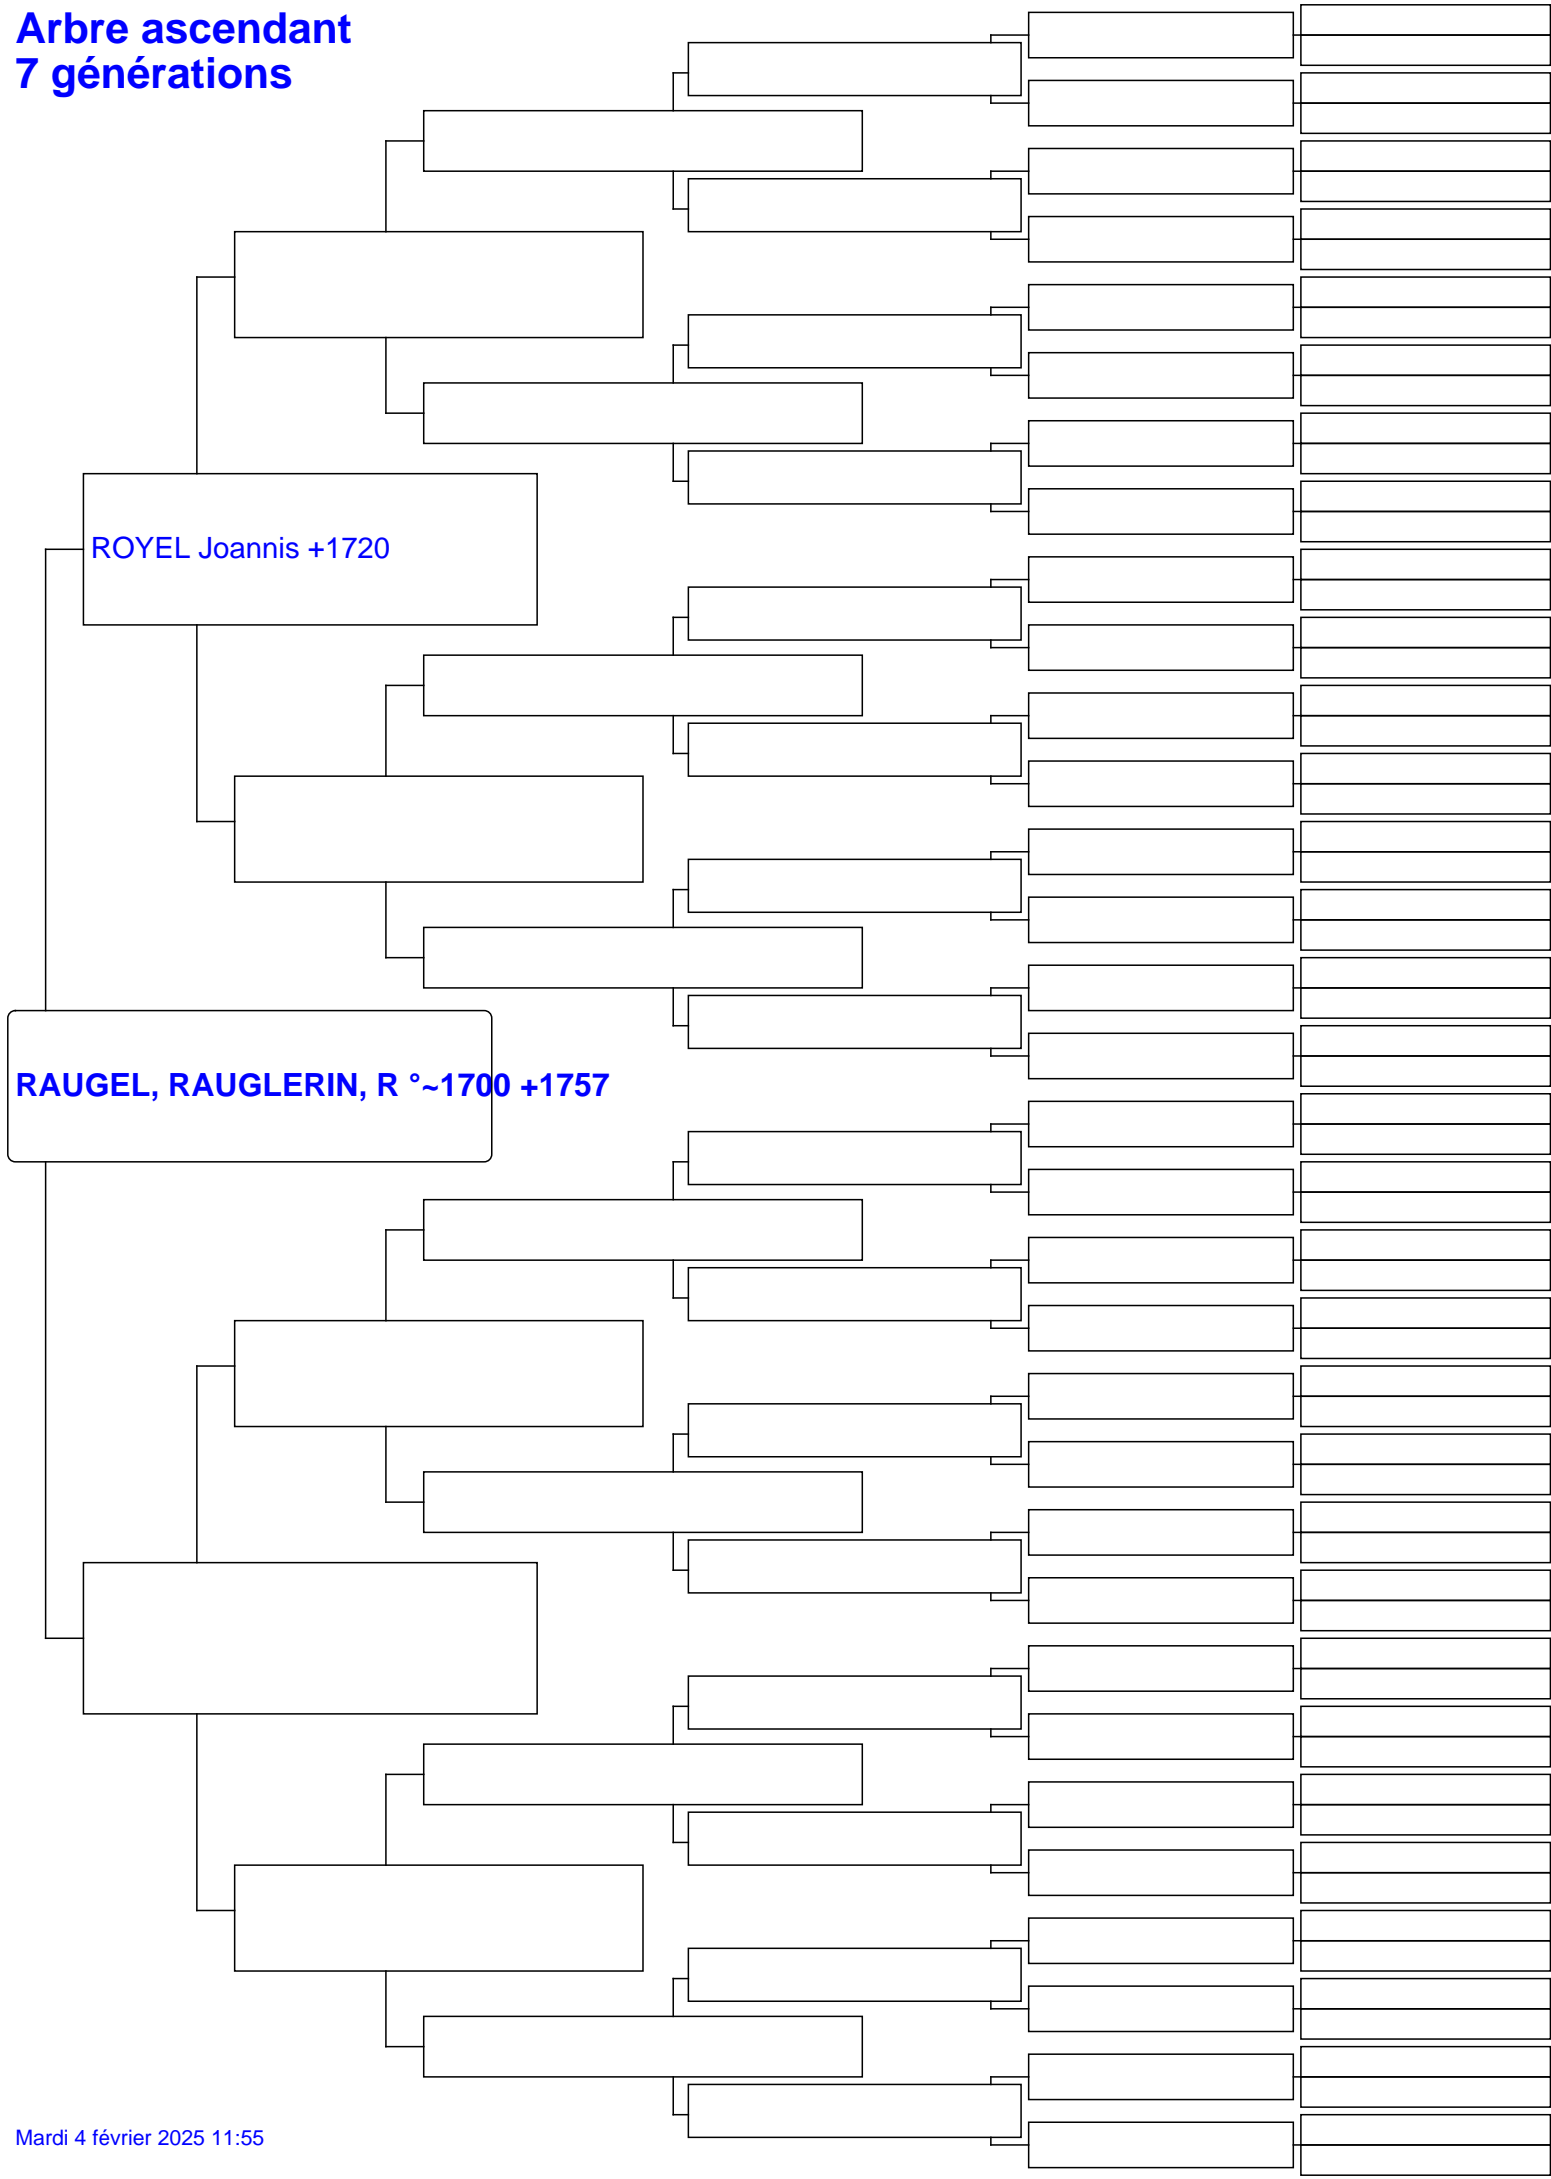 Arbre ascendant
7 générations
ROYEL Joannis +1720
RAUGEL, RAUGLERIN, R °~1700 +1757
Mardi 4 février 2025 11:55